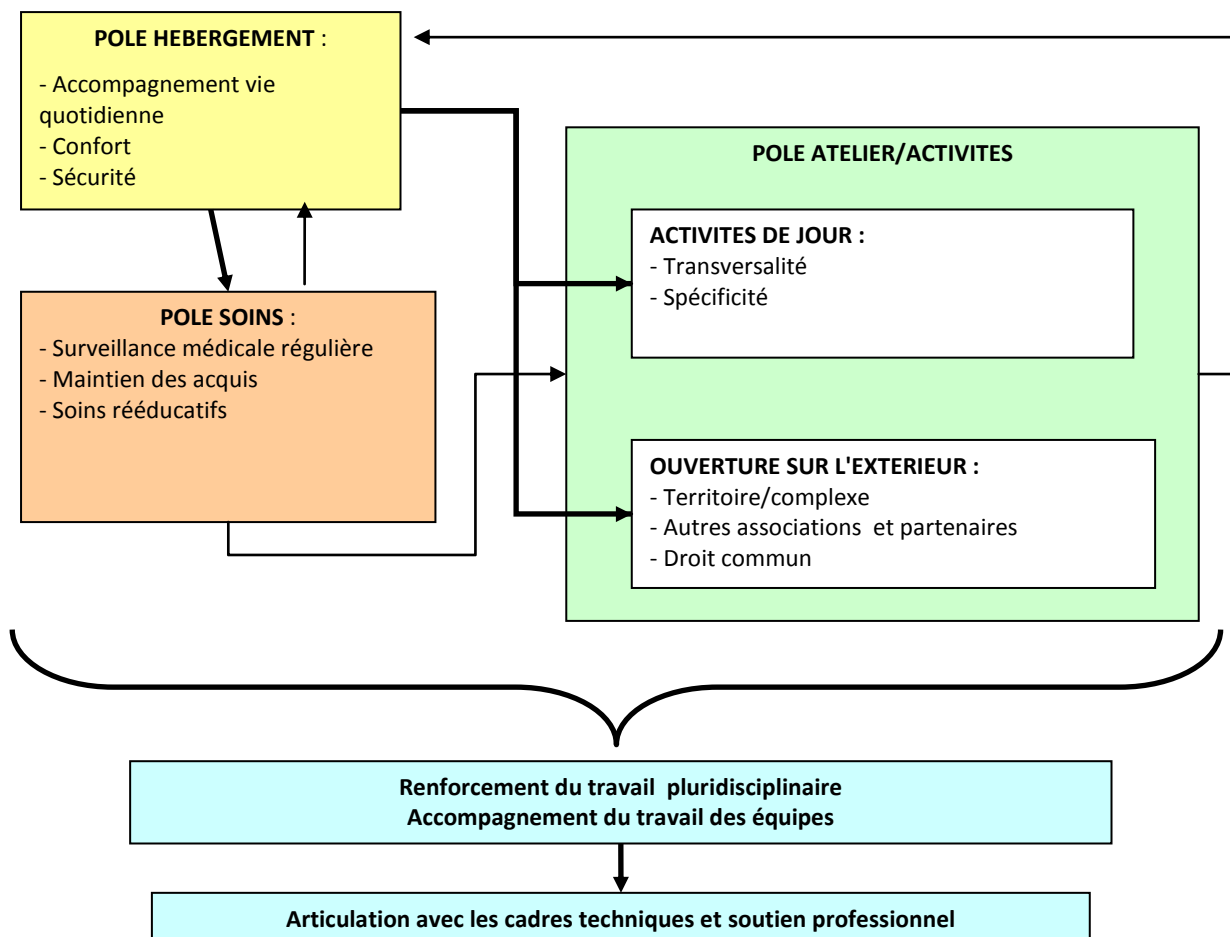 POLE HEBERGEMENT :
- Accompagnement vie
quotidienne
- Confort
- Sécurité
POLE SOINS :
- Surveillance médicale régulière
- Maintien des acquis
- Soins rééducatifs
POLE ATELIER/ACTIVITES
ACTIVITES DE JOUR :
- Transversalité
- Spécificité
OUVERTURE SUR L'EXTERIEUR :
- Territoire/complexe
- Autres associations et partenaires
- Droit commun
Renforcement du travail pluridisciplinaire
Accompagnement du travail des équipes
Articulation avec les cadres techniques et soutien professionnel